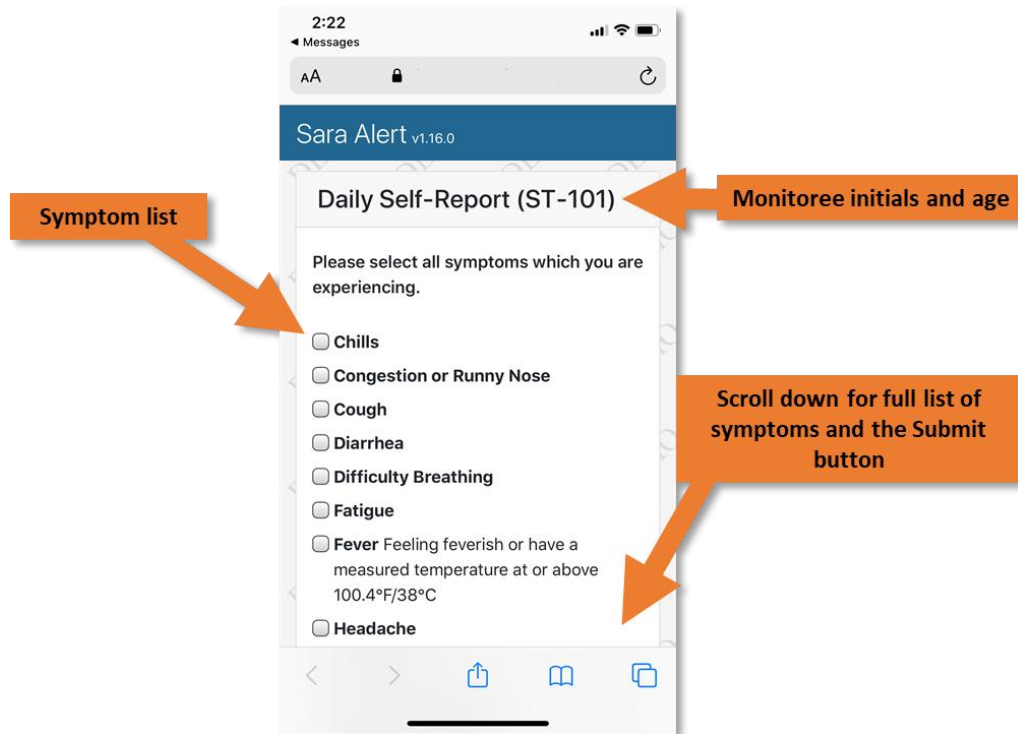 2:22
◀ Messages
AA
Sara Alert v1.16.0
Daily Self-Report (ST-101)
Monitoree initials and age
Symptom list
Please select all symptoms which you are
experiencing.
Chills
Congestion or Runny Nose
Cough
Diarrhea
Difficulty Breathing
Fatigue
Fever Feeling feverish or have a
measured temperature at or above
100.4°F/38°C
Headache
Scroll down for full list of
symptoms and the Submit
button